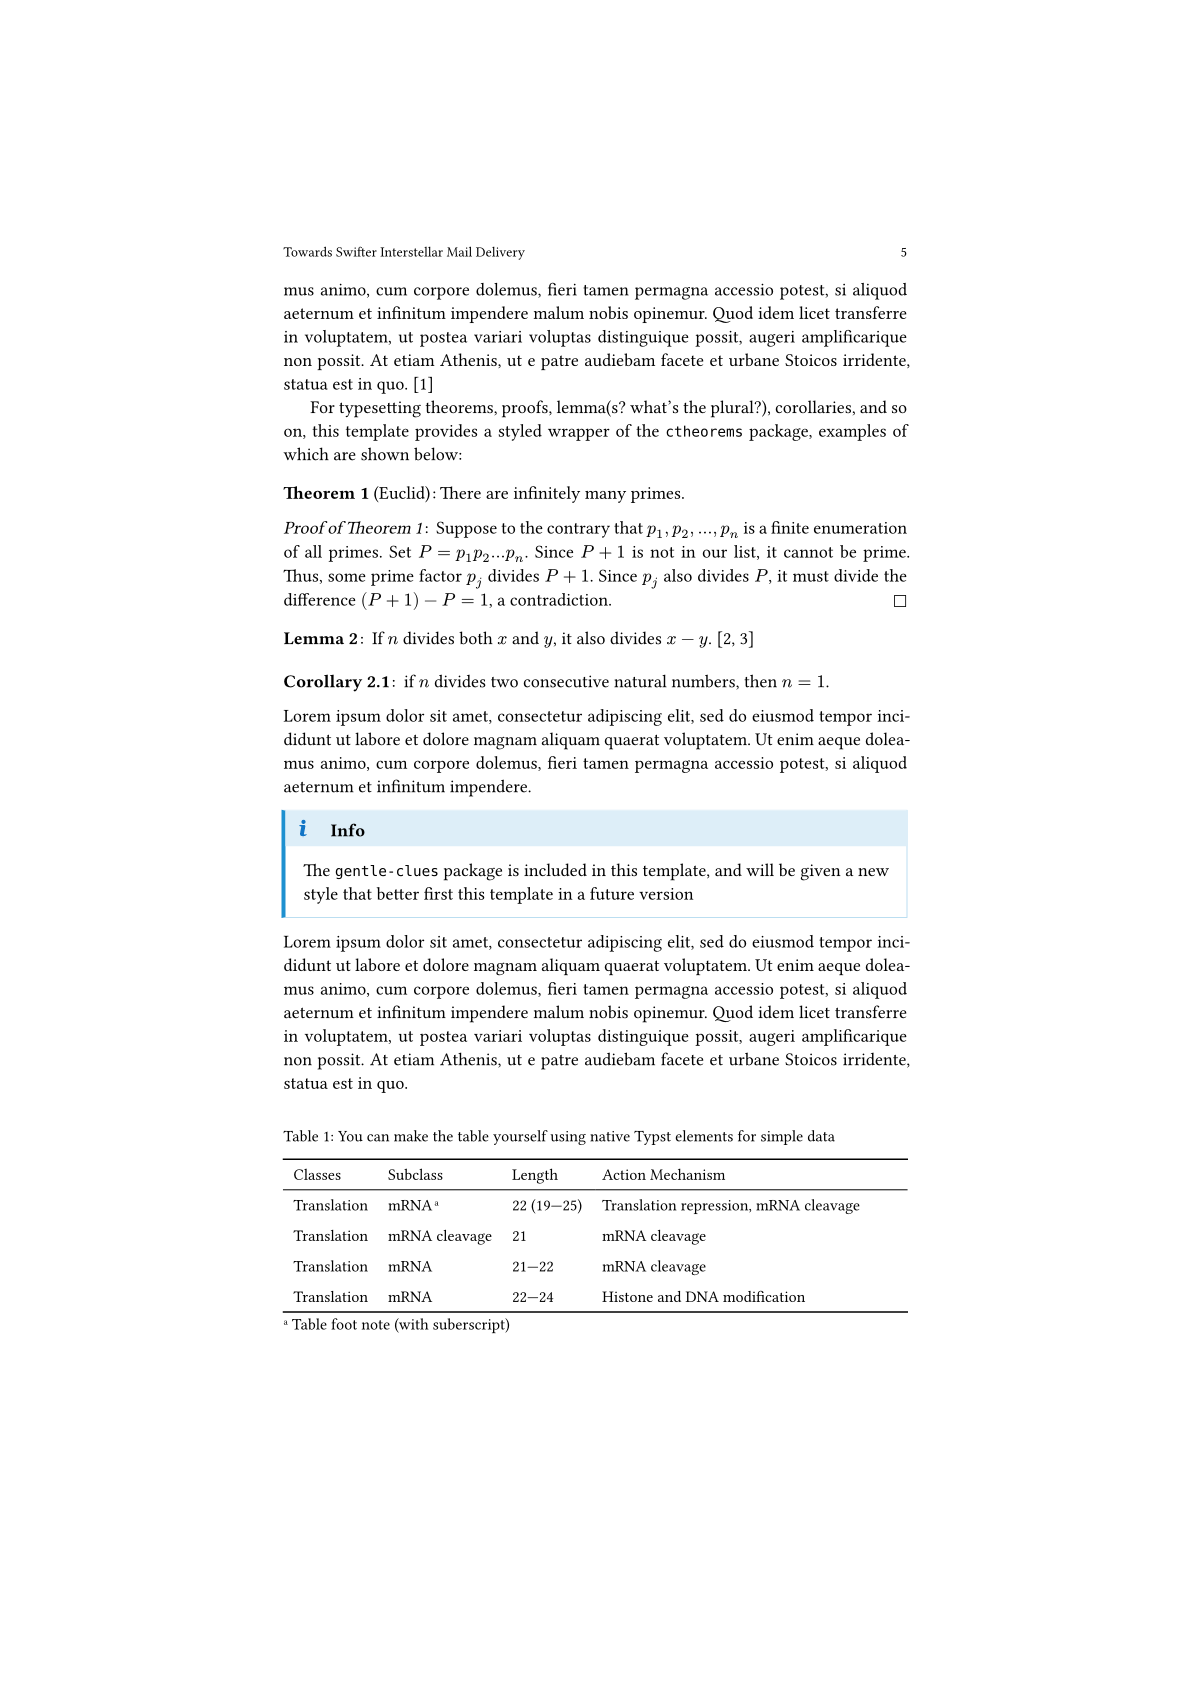 Towards Swifter Interstellar Mail Delivery 5
mus animo, cum corpore dolemus, fieri tamen permagna accessio potest, si aliquod
aeternum et infinitum impendere malum nobis opinemur. Quod idem licet transferre
in voluptatem, ut postea variari voluptas distinguique possit, augeri amplificarique
non possit. At etiam Athenis, ut e patre audiebam facete et urbane Stoicos irridente,
statua est in quo. [1]
For typesetting theorems, proofs, lemma(s? what's the plural?), corollaries, and so
on, this template provides a styled wrapper of the ctheorems package, examples of
which are shown below:
Theorem 1 (Euclid): There are infinitely many primes.
Proof of Theorem 1: Suppose to the contrary that p₁, p₂, …, pₙ is a finite enumeration
of all primes. Set P = p₁p₂…pₙ. Since P + 1 is not in our list, it cannot be prime.
Thus, some prime factor pⱼ divides P + 1. Since pⱼ also divides P, it must divide the
difference (P + 1) − P = 1, a contradiction. □
Lemma 2: If n divides both x and y, it also divides x − y. [2, 3]
Corollary 2.1: if n divides two consecutive natural numbers, then n = 1.
Lorem ipsum dolor sit amet, consectetur adipiscing elit, sed do eiusmod tempor inci-
didunt ut labore et dolore magnam aliquam quaerat voluptatem. Ut enim aeque dolea-
mus animo, cum corpore dolemus, fieri tamen permagna accessio potest, si aliquod
aeternum et infinitum impendere.
i Info
The gentle-clues package is included in this template, and will be given a new
style that better first this template in a future version
Lorem ipsum dolor sit amet, consectetur adipiscing elit, sed do eiusmod tempor inci-
didunt ut labore et dolore magnam aliquam quaerat voluptatem. Ut enim aeque dolea-
mus animo, cum corpore dolemus, fieri tamen permagna accessio potest, si aliquod
aeternum et infinitum impendere malum nobis opinemur. Quod idem licet transferre
in voluptatem, ut postea variari voluptas distinguique possit, augeri amplificarique
non possit. At etiam Athenis, ut e patre audiebam facete et urbane Stoicos irridente,
statua est in quo.
Table 1: You can make the table yourself using native Typst elements for simple data
Classes Subclass Length Action Mechanism
Translation mRNA ᵃ 22 (19—25) Translation repression, mRNA cleavage
Translation mRNA cleavage 21 mRNA cleavage
Translation mRNA 21—22 mRNA cleavage
Translation mRNA 22—24 Histone and DNA modification
ᵃ Table foot note (with suberscript)